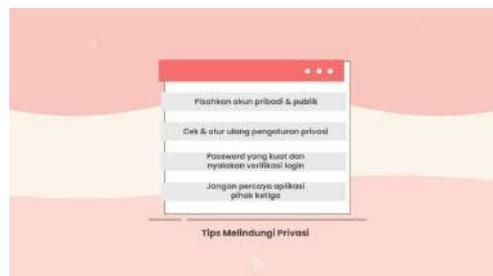 Pisahkan akun pribadi & publik
Cek & atur ulang pengaturan privasi
Password yang kuat dan
nyalakan verifikasi login
Jangan percaya aplikasi
pihak ketiga
Tips Melindungi Privasi